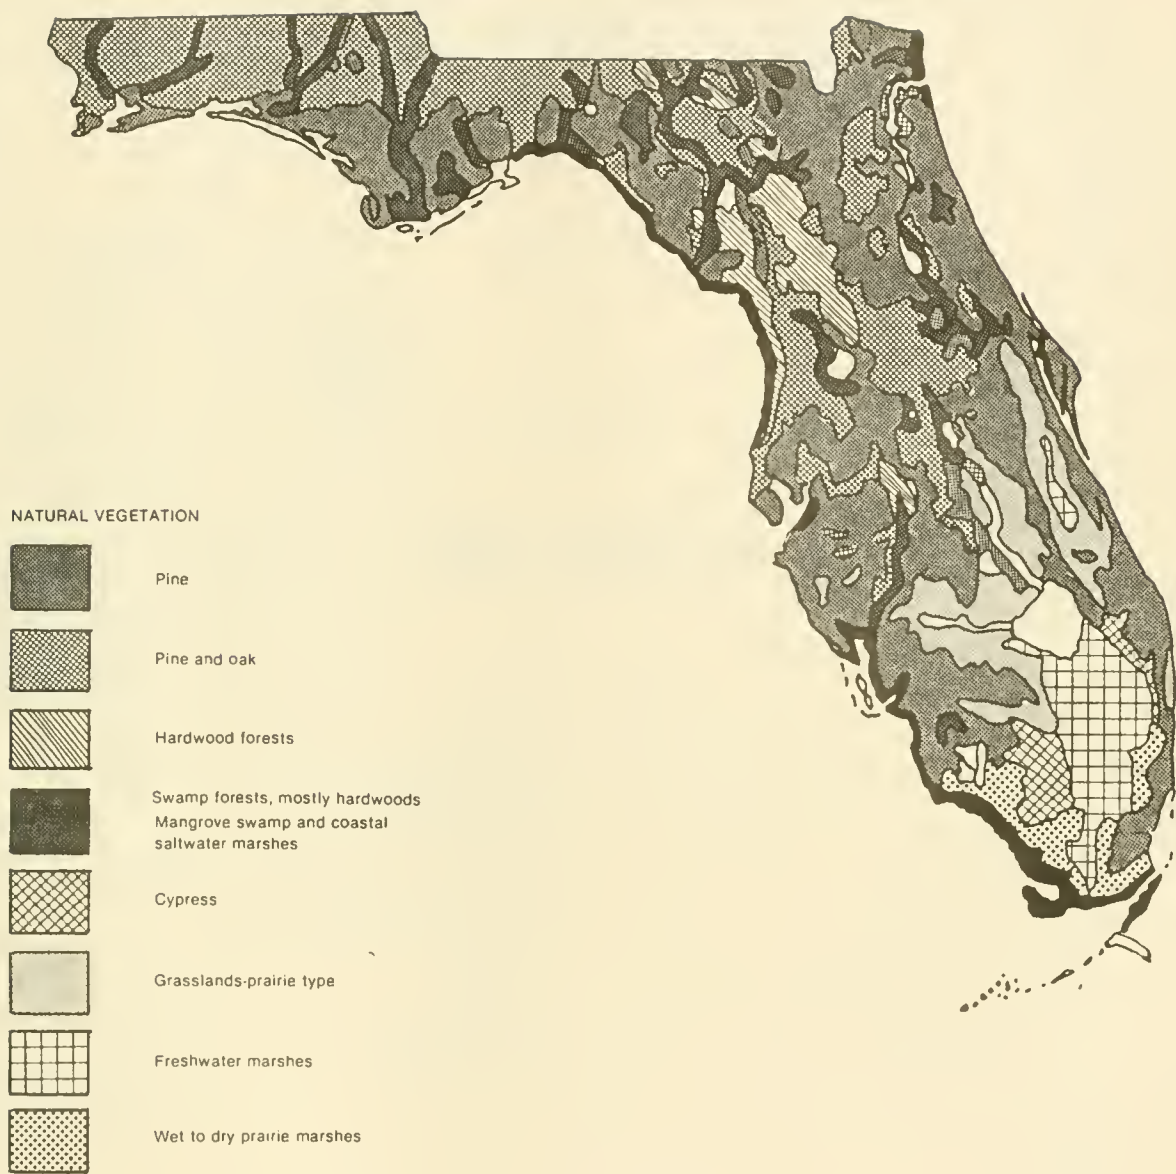 NATURAL VEGETATION
Pine
Pine and oak
Hardwood forests
Swamp forests, mostly hardwoods
Mangrove swamp and coastal
saltwater marshes
Cypress
Grasslands-prairie type
Freshwater marshes
Wet to dry prairie marshes